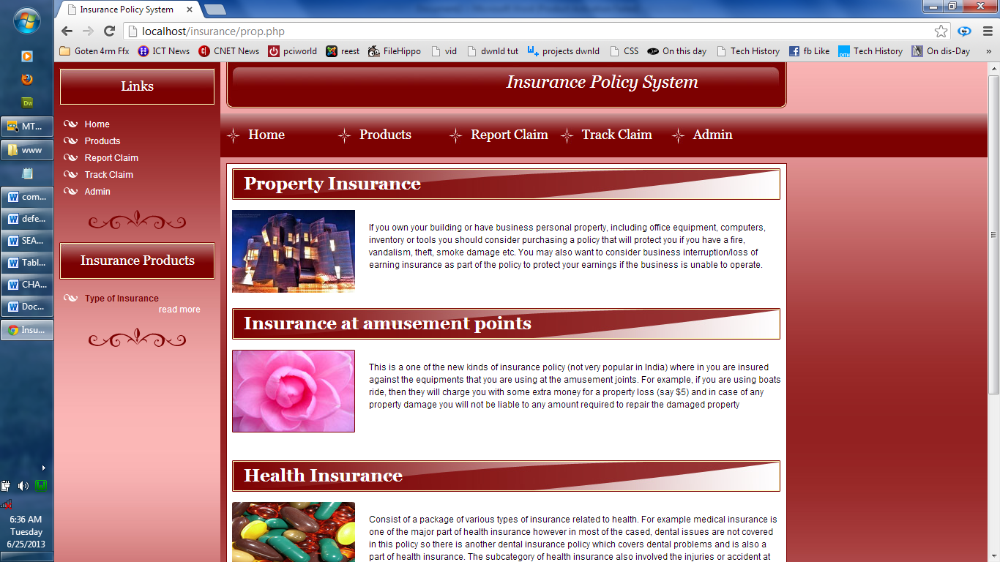 Insurance Policy System
localhost/insurance/prop.php
Goten 4rm Ffx ICT News CNET News pciworld reest FileHippo vid dwnld tut projects dwnld CSS On this day Tech History fb Like Tech History On dis-Day »
Links
Home
Products
Report Claim
Track Claim
Admin
Insurance Products
Type of Insurance
read more
Insurance Policy System
Home Products Report Claim Track Claim Admin
Property Insurance
If you own your building or have business personal property, including office equipment, computers,
inventory or tools you should consider purchasing a policy that will protect you if you have a fire,
vandalism, theft, smoke damage etc. You may also want to consider business interruption/loss of
earning insurance as part of the policy to protect your earnings if the business is unable to operate.
Insurance at amusement points
This is a one of the new kinds of insurance policy (not very popular in India) where in you are insured
against the equipments that you are using at the amusement joints. For example, if you are using boats
ride, then they will charge you with some extra money for a property loss (say $5) and in case of any
property damage you will not be liable to any amount required to repair the damaged property
Health Insurance
Consist of a package of various types of insurance related to health. For example medical insurance is
one of the major part of health insurance however in most of the cased, dental issues are not covered
in this policy so there is another dental insurance policy which covers dental problems and is also a
part of health insurance. The subcategory of health insurance also involved the injuries or accident at
Dw
MT...
www
com...
defe...
SEA...
Tabl...
CHA...
Doc...
Insu...
6:36 AM
Tuesday
6/25/2013